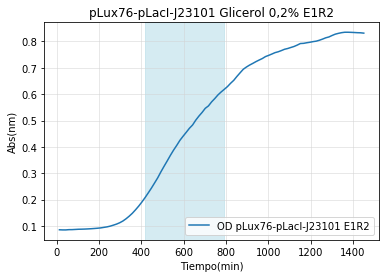 pLux76-pLacI-J23101 Glicerol 0,2% E1R2
Abs(nm)
0.8
0.7
0.6
0.5
0.4
0.3
0.2
0.1
OD pLux76-pLacI-J23101 E1R2
0 200 400 600 800 1000 1200 1400
Tiempo(min)